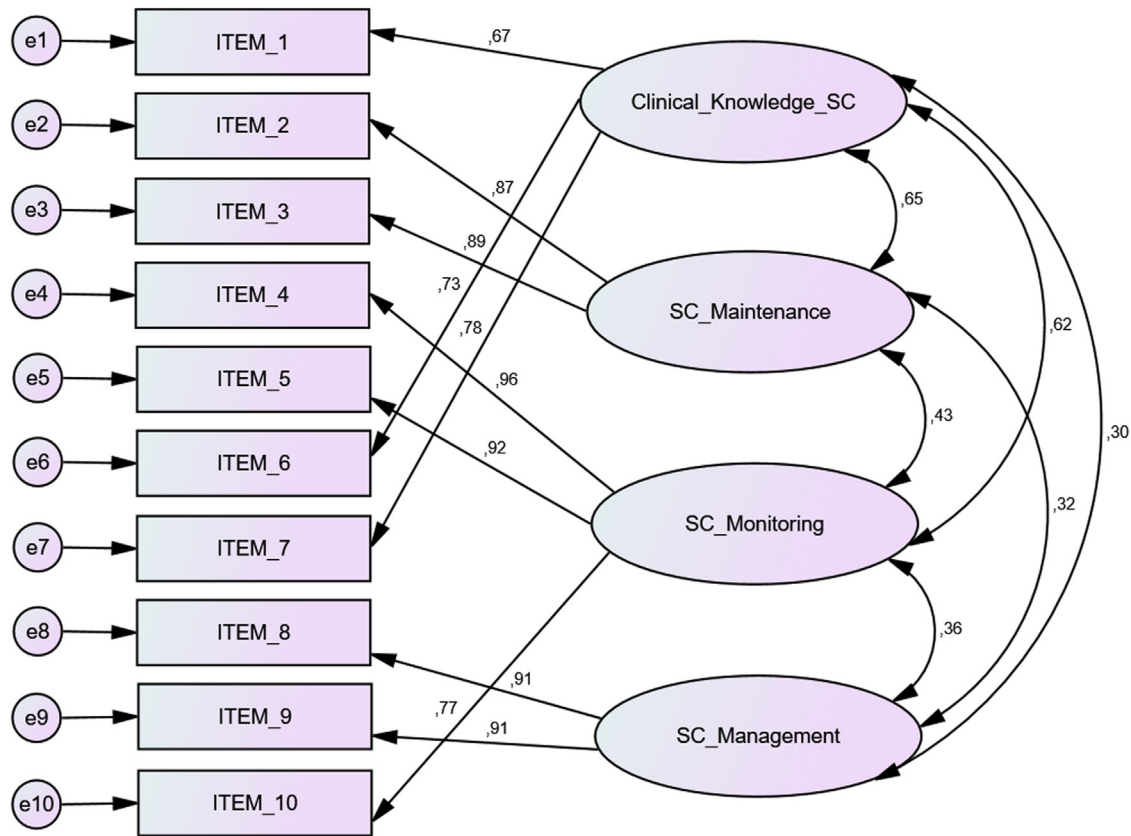 e1
ITEM_1
,67
Clinical_Knowledge_SC
e2
ITEM_2
,87
,65
e3
ITEM_3
,89
,73
SC_Maintenance
e4
ITEM_4
,78
,62
e5
ITEM_5
,96
,43
,30
e6
ITEM_6
,92
SC_Monitoring
,32
e7
ITEM_7
e8
ITEM_8
,36
,91
e9
ITEM_9
,77
,91
SC_Management
e10
ITEM_10